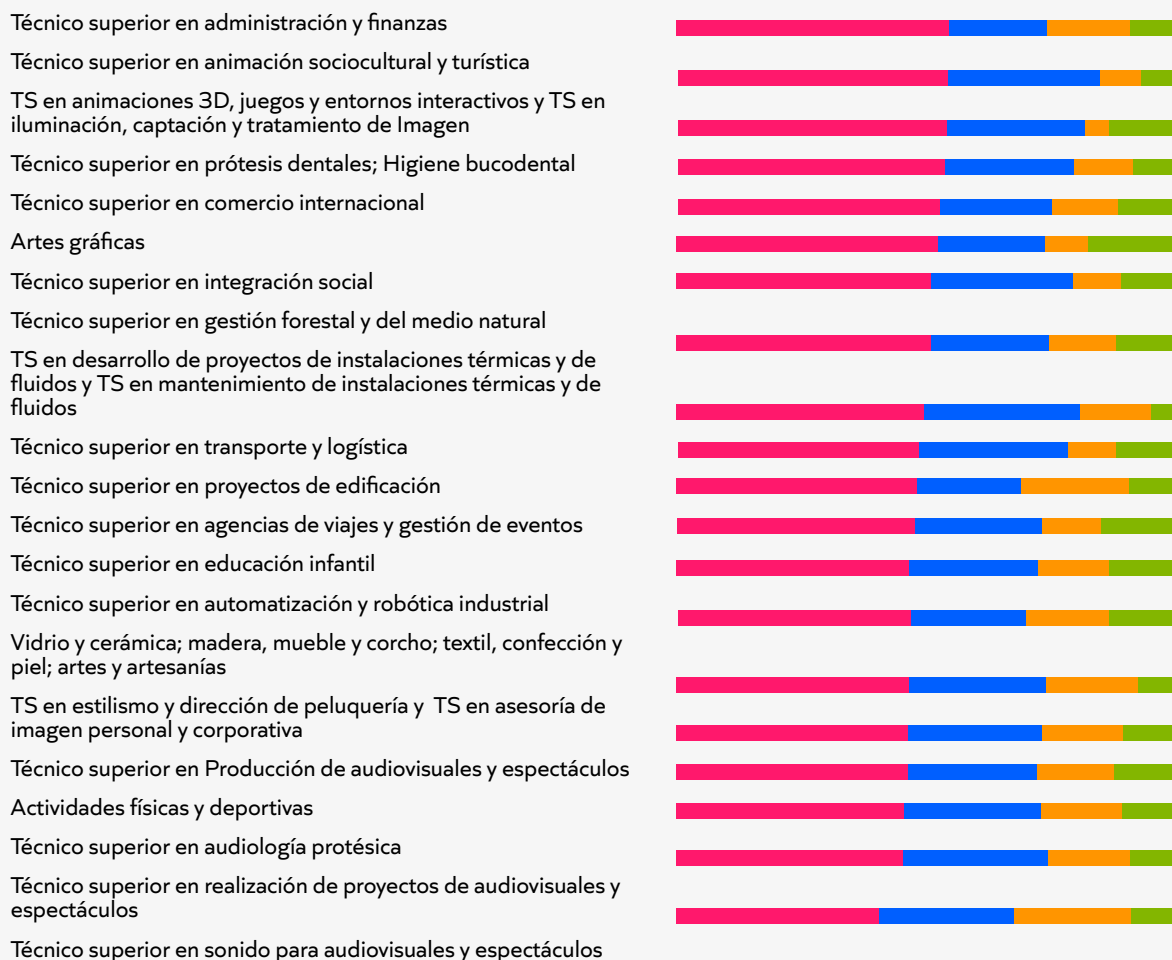 Técnico superior en administración y finanzas
Técnico superior en animación sociocultural y turística
TS en animaciones 3D, juegos y entornos interactivos y TS en
iluminación, captación y tratamiento de Imagen
Técnico superior en prótesis dentales; Higiene bucodental
Técnico superior en comercio internacional
Artes gráficas
Técnico superior en integración social
Técnico superior en gestión forestal y del medio natural
TS en desarrollo de proyectos de instalaciones térmicas y de
fluidos y TS en mantenimiento de instalaciones térmicas y de
fluidos
Técnico superior en transporte y logística
Técnico superior en proyectos de edificación
Técnico superior en agencias de viajes y gestión de eventos
Técnico superior en educación infantil
Técnico superior en automatización y robótica industrial
Vidrio y cerámica; madera, mueble y corcho; textil, confección y
piel; artes y artesanías
TS en estilismo y dirección de peluquería y  TS en asesoría de
imagen personal y corporativa
Técnico superior en Producción de audiovisuales y espectáculos
Actividades físicas y deportivas
Técnico superior en audiología protésica
Técnico superior en realización de proyectos de audiovisuales y
espectáculos
Técnico superior en sonido para audiovisuales y espectáculos